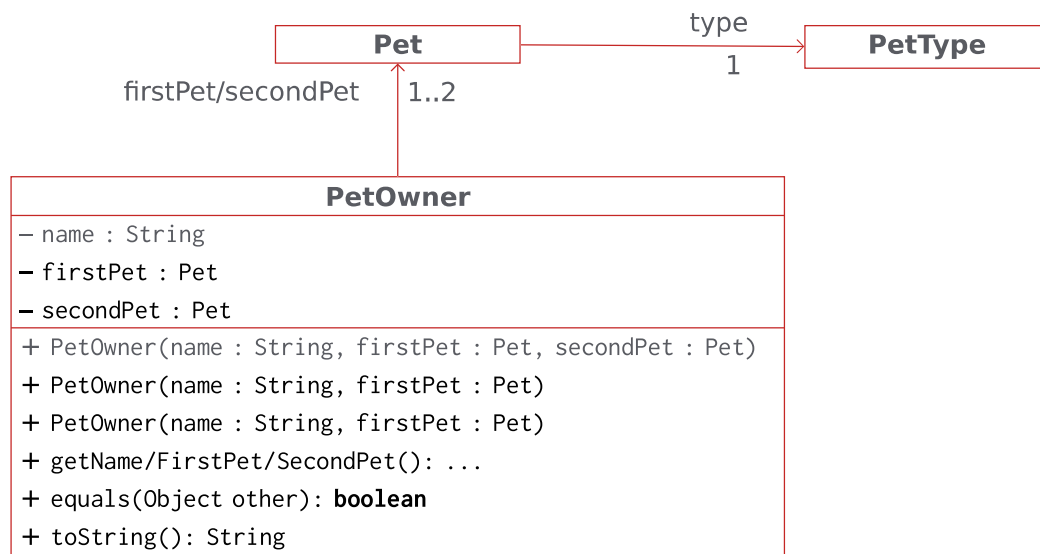 type
Pet
PetType
1
firstPet/secondPet
1..2
PetOwner
– name : String
– firstPet : Pet
– secondPet : Pet
+ PetOwner(name : String, firstPet : Pet, secondPet : Pet)
+ PetOwner(name : String, firstPet : Pet)
+ PetOwner(name : String, firstPet : Pet)
+ getName/FirstPet/SecondPet(): ...
+ equals(Object other): boolean
+ toString(): String